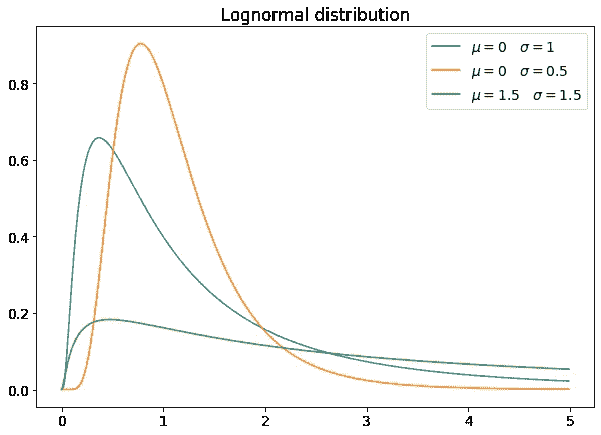 Lognormal distribution
μ = 0 σ = 1
μ = 0 σ = 0.5
μ = 1.5 σ = 1.5
0.8
0.6
0.4
0.2
0.0
0 1 2 3 4 5